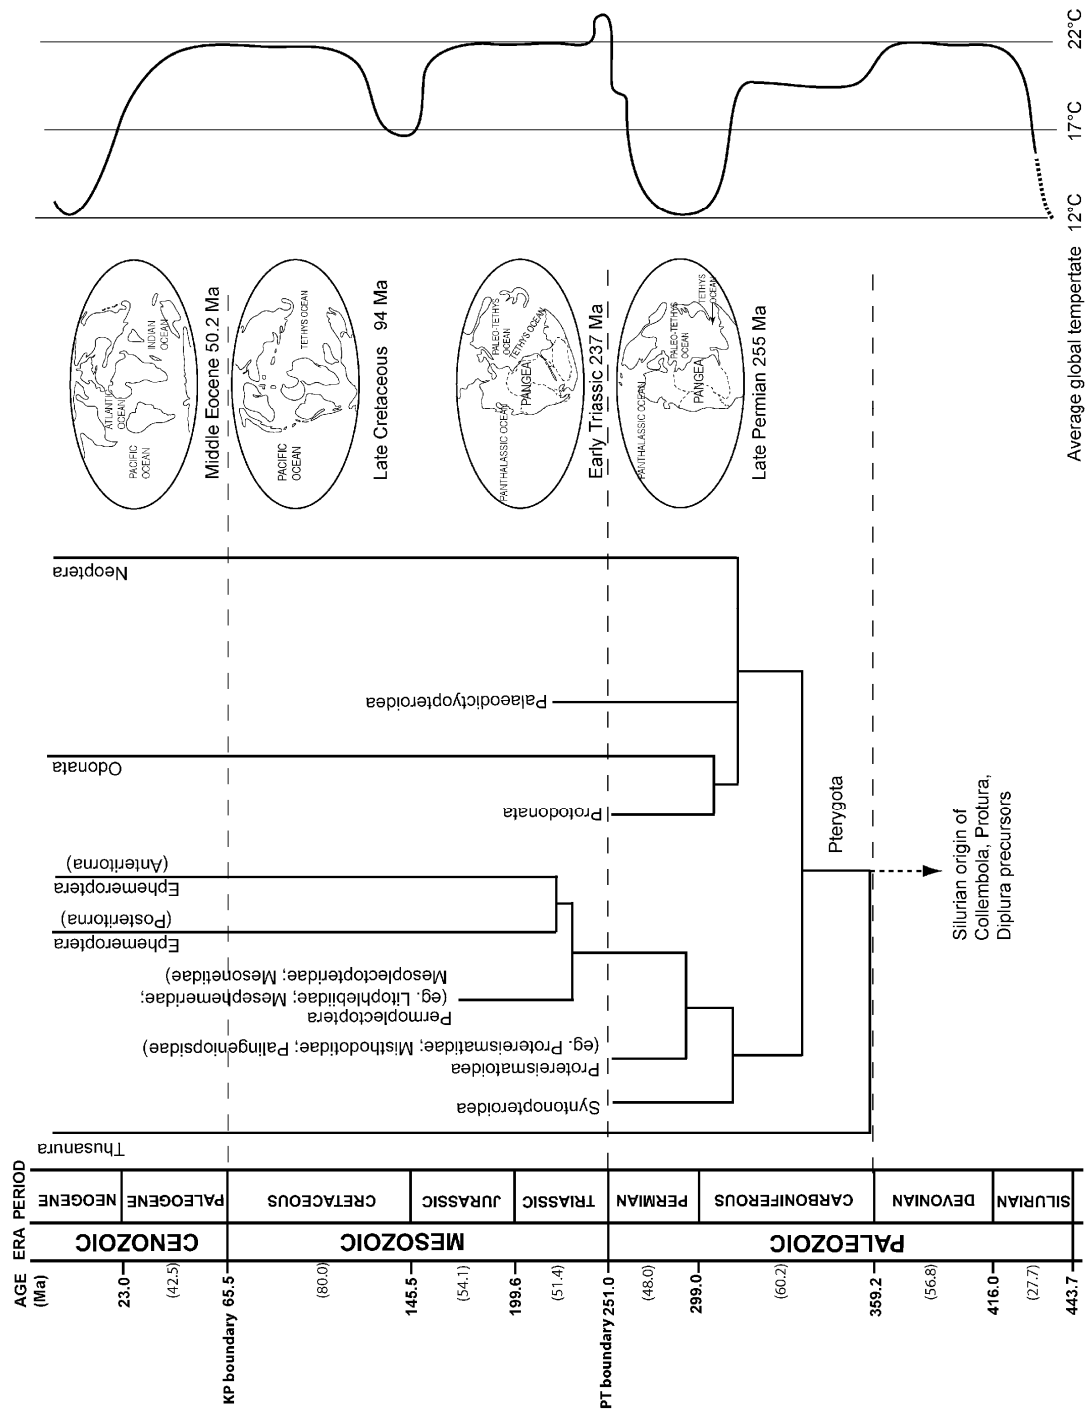 22°C
17°C
12°C
Average global tempertate
PACIFIC
OCEAN
ATLANTIC
OCEAN
INDIAN
OCEAN
Middle Eocene 50.2 Ma
PACIFIC
OCEAN
TETHYS OCEAN
Late Cretaceous 94 Ma
PANTHALASSIC OCEAN
PANGEA
PALEO-TETHYS
OCEAN
TETHYS OCEAN
Early Triassic 237 Ma
PANTHALASSIC OCEAN
PANGEA
PALEO-TETHYS
OCEAN
TETHYS
OCEAN
Late Permian 255 Ma
Neoptera
Palaeodictyopteroidea
Odonata
Protodonata
Ephemeroptera
(Anteritorna)
Ephemeroptera
(Posteritorna)
Permoplectoptera
(eg. Litophlebiidae; Mesephemeridae;
Mesoplectopteridae; Mesonetidae)
Protereismatoidea
(eg. Protereismatidae; Misthodotidae; Palingeniopsidae)
Syntonopteroidea
Thusanura
Pterygota
Silurian origin of
Collembola, Protura,
Diplura precursors
PERIOD
NEOGENE
PALEOGENE
CRETACEOUS
JURASSIC
TRIASSIC
PERMIAN
CARBONIFEROUS
DEVONIAN
SILURIAN
ERA
CENOZOIC
MESOZOIC
PALEOZOIC
AGE
(Ma)
23.0
(42.5)
KP boundary 65.5
(80.0)
145.5
(54.1)
199.6
(51.4)
PT boundary 251.0
(48.0)
299.0
(60.2)
359.2
(56.8)
416.0
(27.7)
443.7